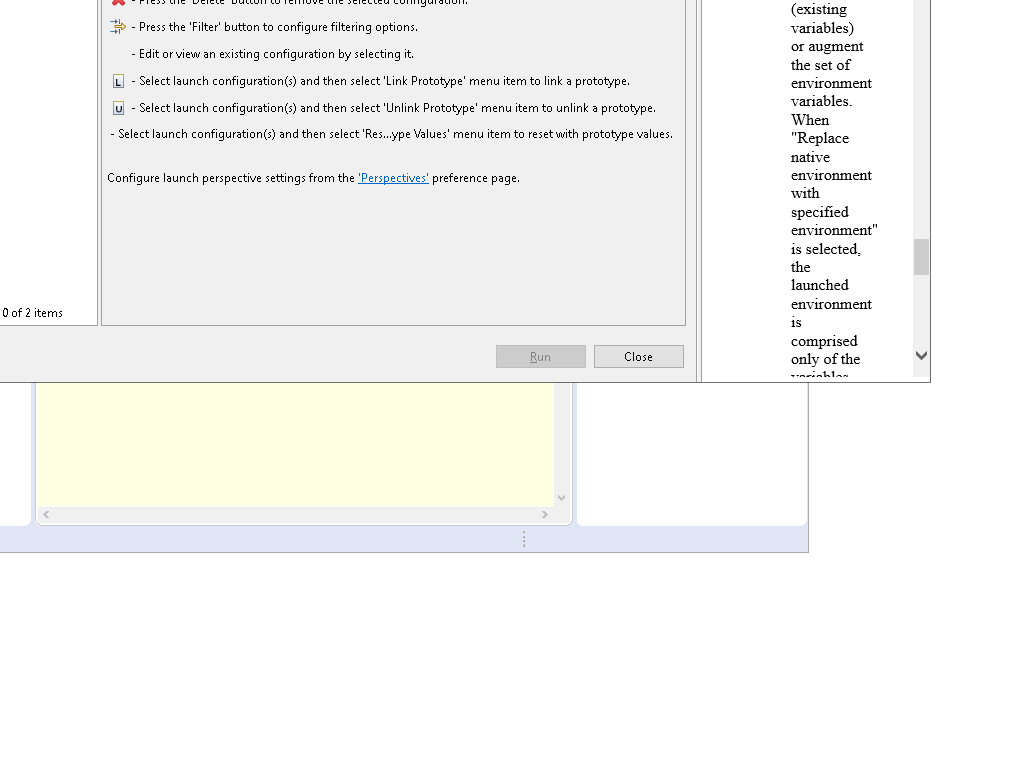 - Press the 'Delete' button to remove the selected configuration.
- Press the 'Filter' button to configure filtering options.
- Edit or view an existing configuration by selecting it.
L - Select launch configuration(s) and then select 'Link Prototype' menu item to link a prototype.
U - Select launch configuration(s) and then select 'Unlink Prototype' menu item to unlink a prototype.
- Select launch configuration(s) and then select 'Res...ype Values' menu item to reset with prototype values.
Configure launch perspective settings from the 'Perspectives' preference page.
0 of 2 items
Run
Close
(existing
variables)
or augment
the set of
environment
variables.
When
"Replace
native
environment
with
specified
environment"
is selected,
the
launched
environment
is
comprised
only of the
variables